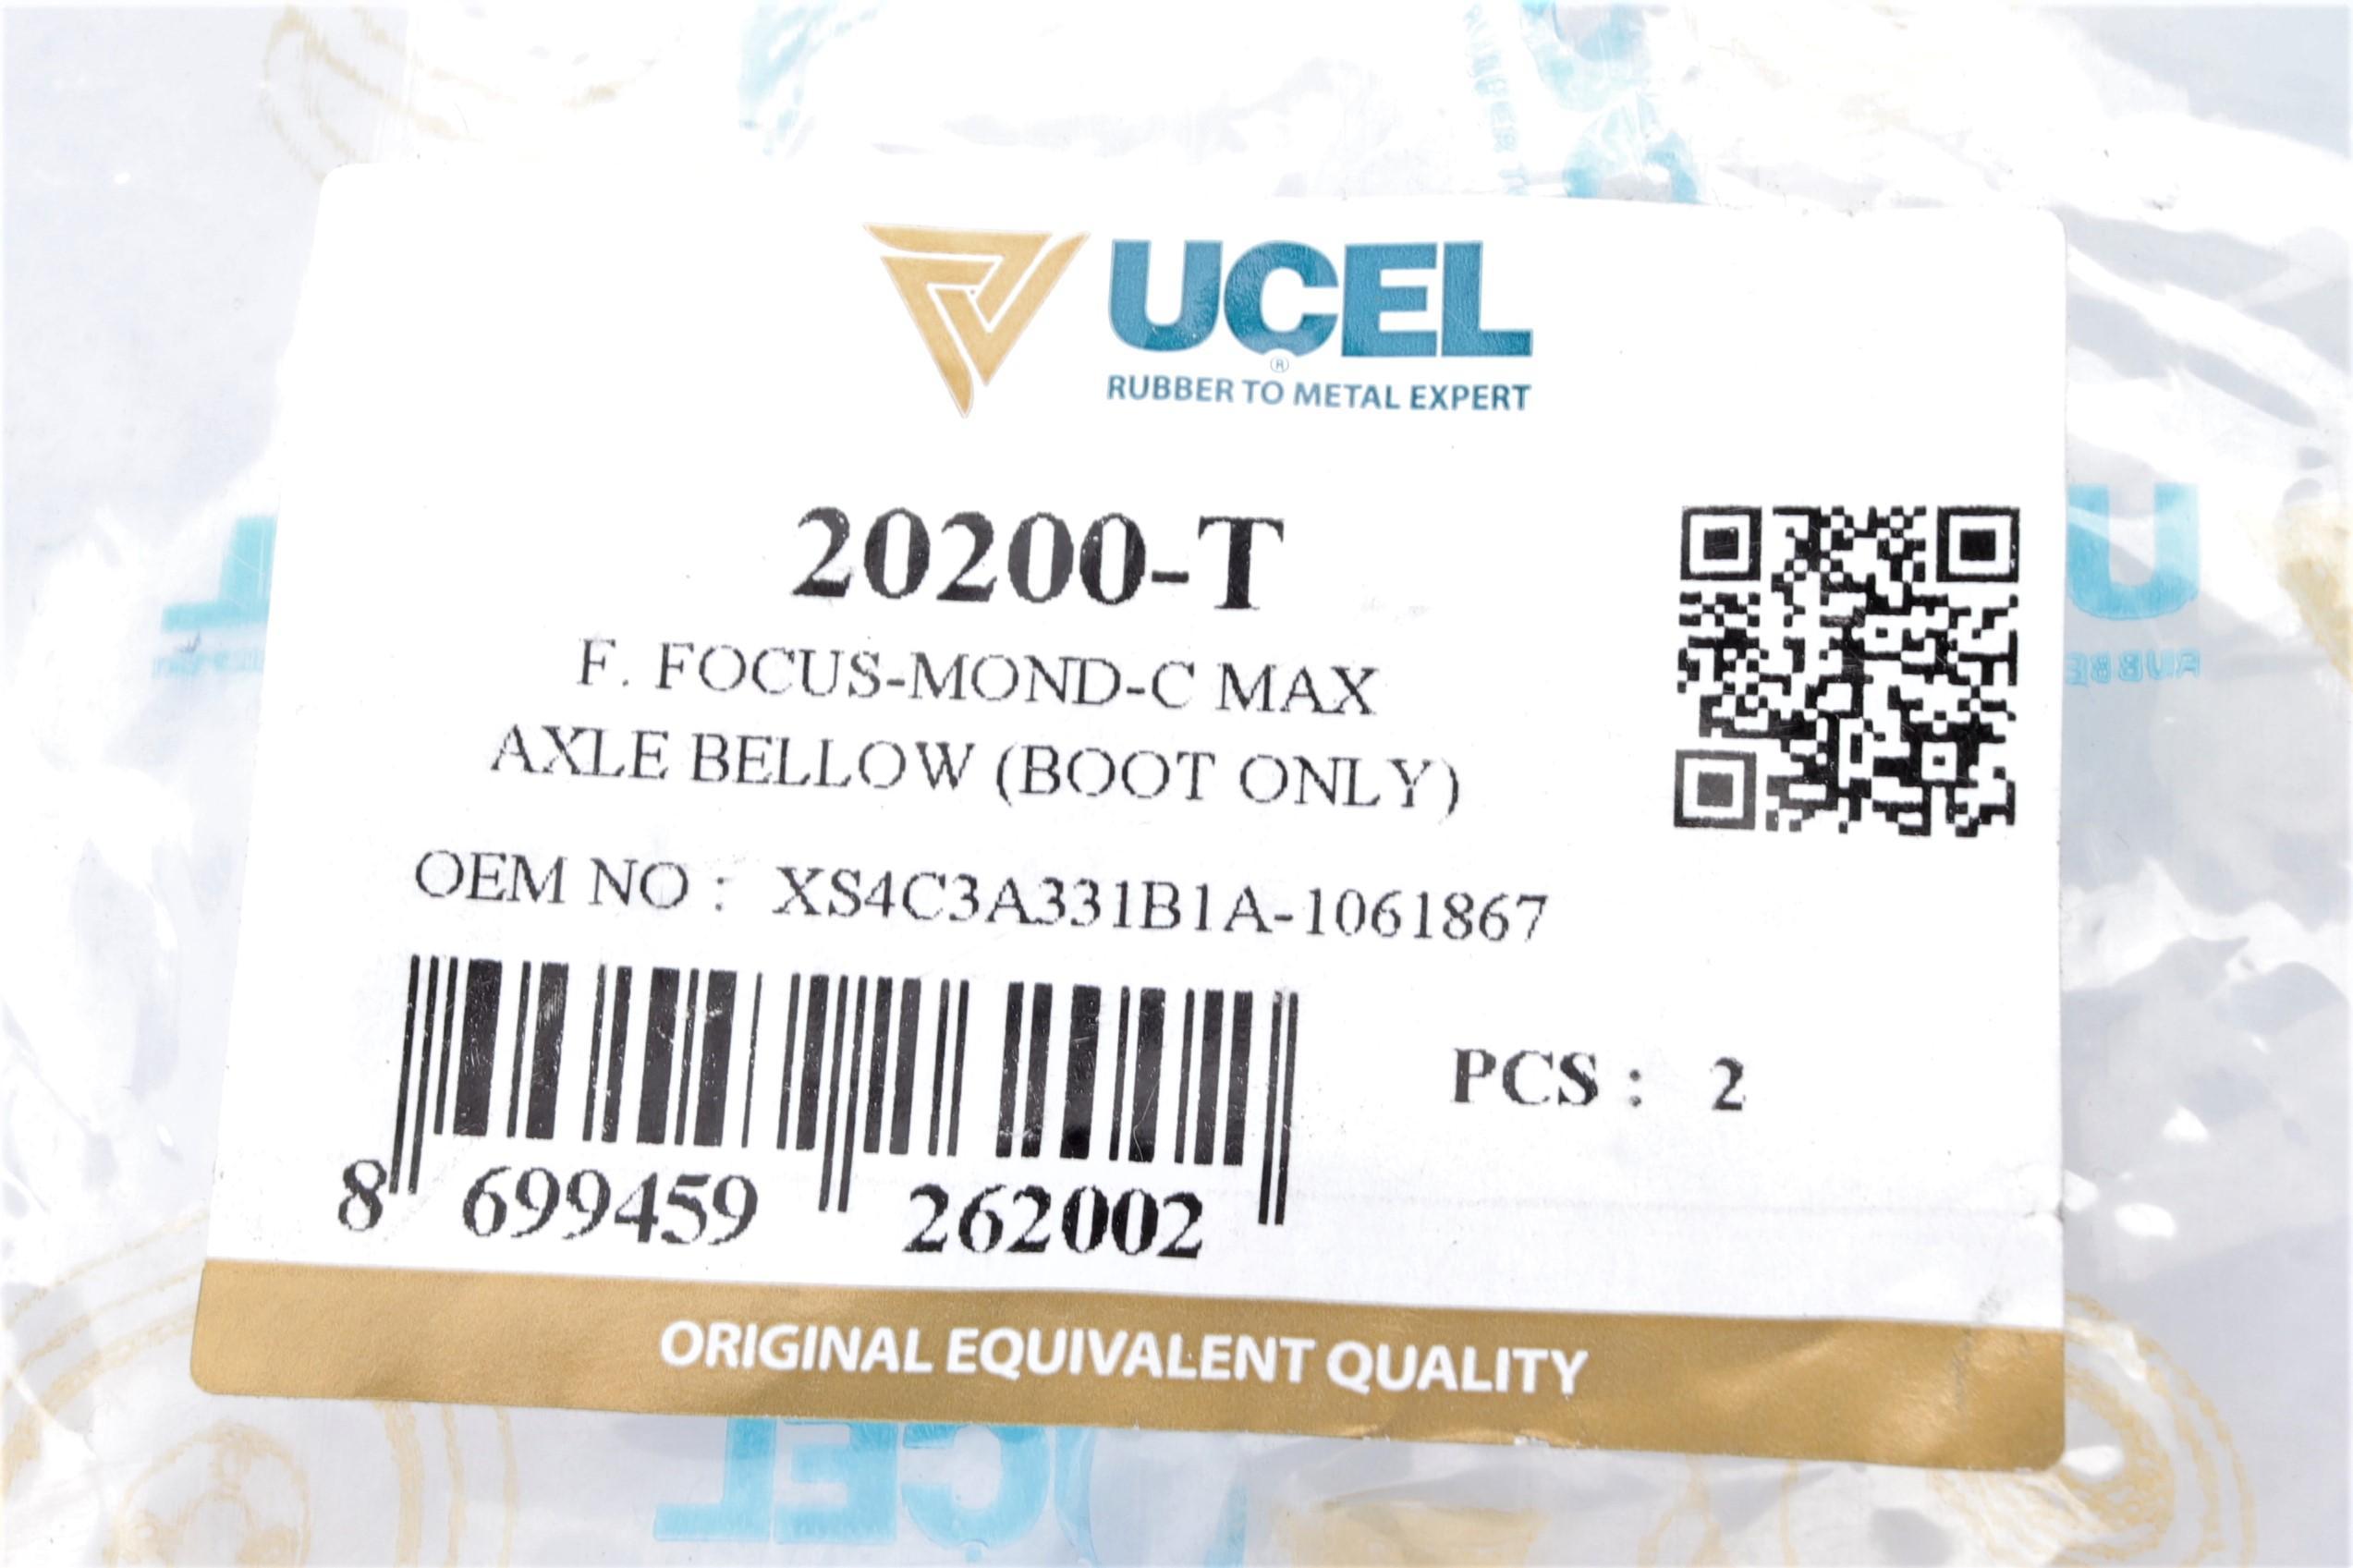 UÇEL
®
RUBBER TO METAL EXPERT
20200-T
F. FOCUS-MOND-C MAX
AXLE BELLOW (BOOT ONLY)
OEM NO : XS4C3A331B1A-1061867
PCS : 2
8 699459 262002
ORIGINAL EQUIVALENT QUALITY